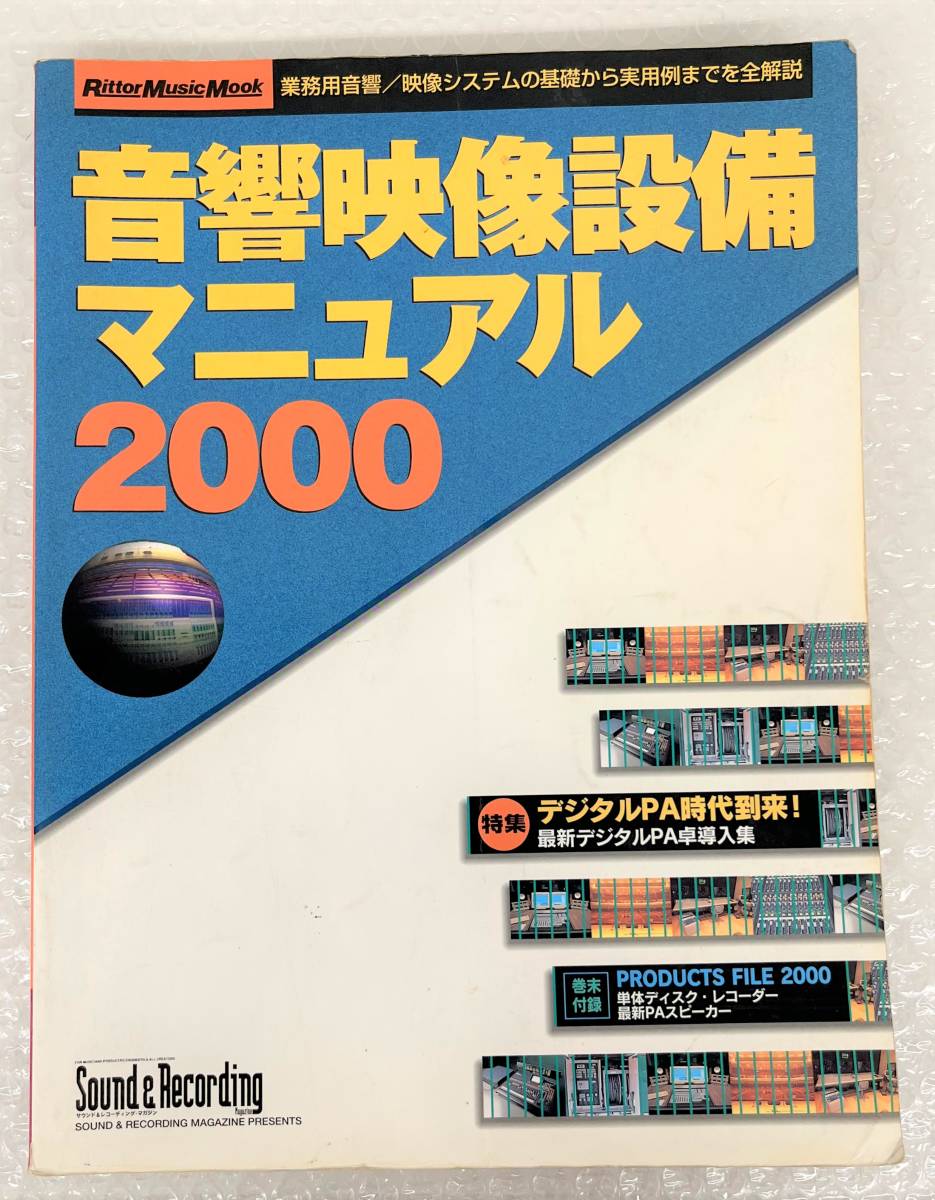 RittorMusicMook
業務用音響／映像システムの基礎から実用例までを全解説
音響映像設備
マニュアル
2000
特集
デジタルPA時代到来！
最新デジタルPA卓導入集
巻末
付録
PRODUCTS FILE 2000
単体ディスク・レコーダー
最新PAスピーカー
Sound & Recording
Magazine
サウンド&レコーディング・マガジン
SOUND & RECORDING MAGAZINE PRESENTS